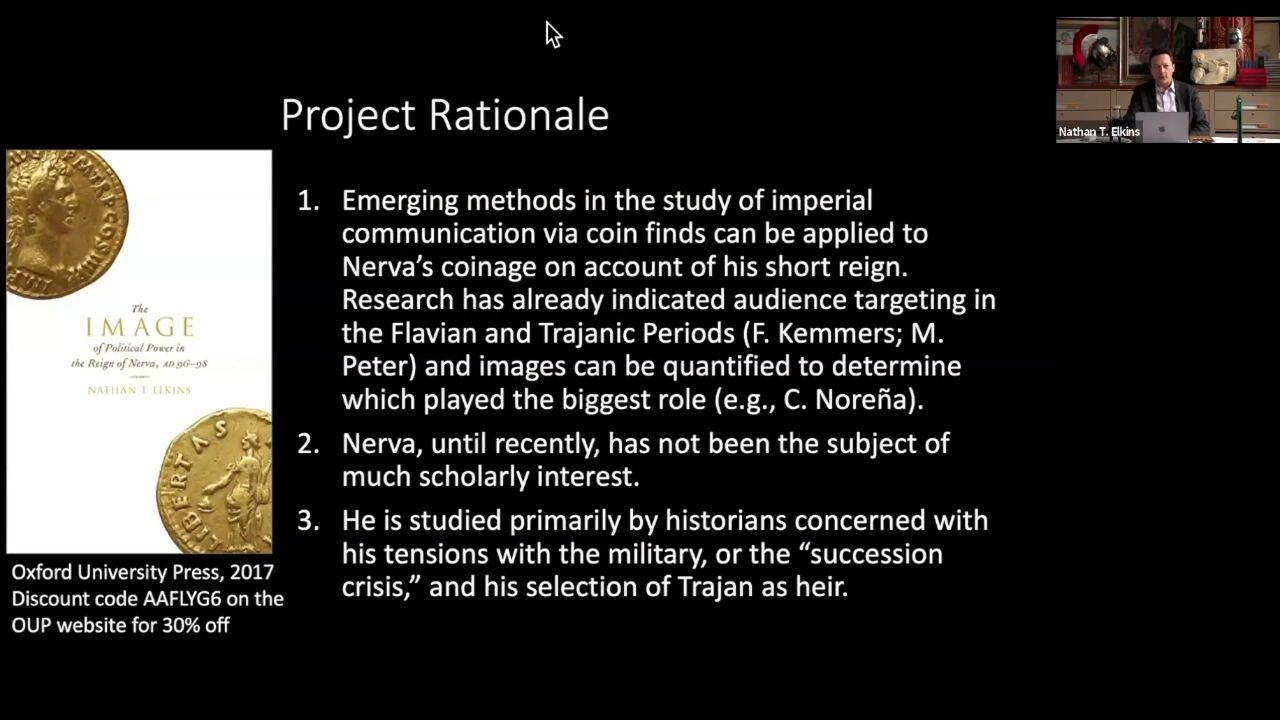 Project Rationale
Nathan T. Elkins
The
IMAGE
of Political Power in
the Reign of Nerva, AD 96–98
NATHAN T. ELKINS
LIBERTAS
Oxford University Press, 2017
Discount code AAFLYG6 on the
OUP website for 30% off
1. Emerging methods in the study of imperial
communication via coin finds can be applied to
Nerva’s coinage on account of his short reign.
Research has already indicated audience targeting in
the Flavian and Trajanic Periods (F. Kemmers; M.
Peter) and images can be quantified to determine
which played the biggest role (e.g., C. Noreña).
2. Nerva, until recently, has not been the subject of
much scholarly interest.
3. He is studied primarily by historians concerned with
his tensions with the military, or the “succession
crisis,” and his selection of Trajan as heir.